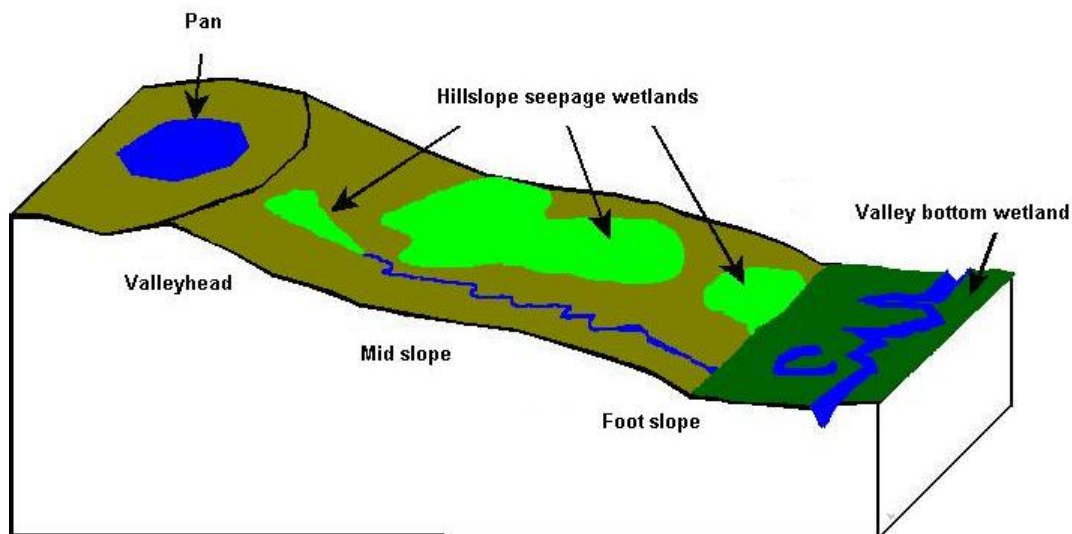 Pan
Hillslope seepage wetlands
Valley bottom wetland
Valleyhead
Mid slope
Foot slope